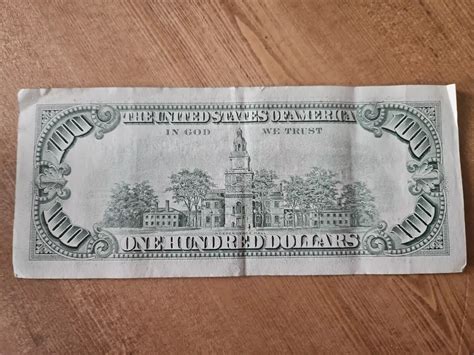 THE UNITED STATES OF AMERICA
100 100
IN GOD WE TRUST
100 100
ONE HUNDRED DOLLARS